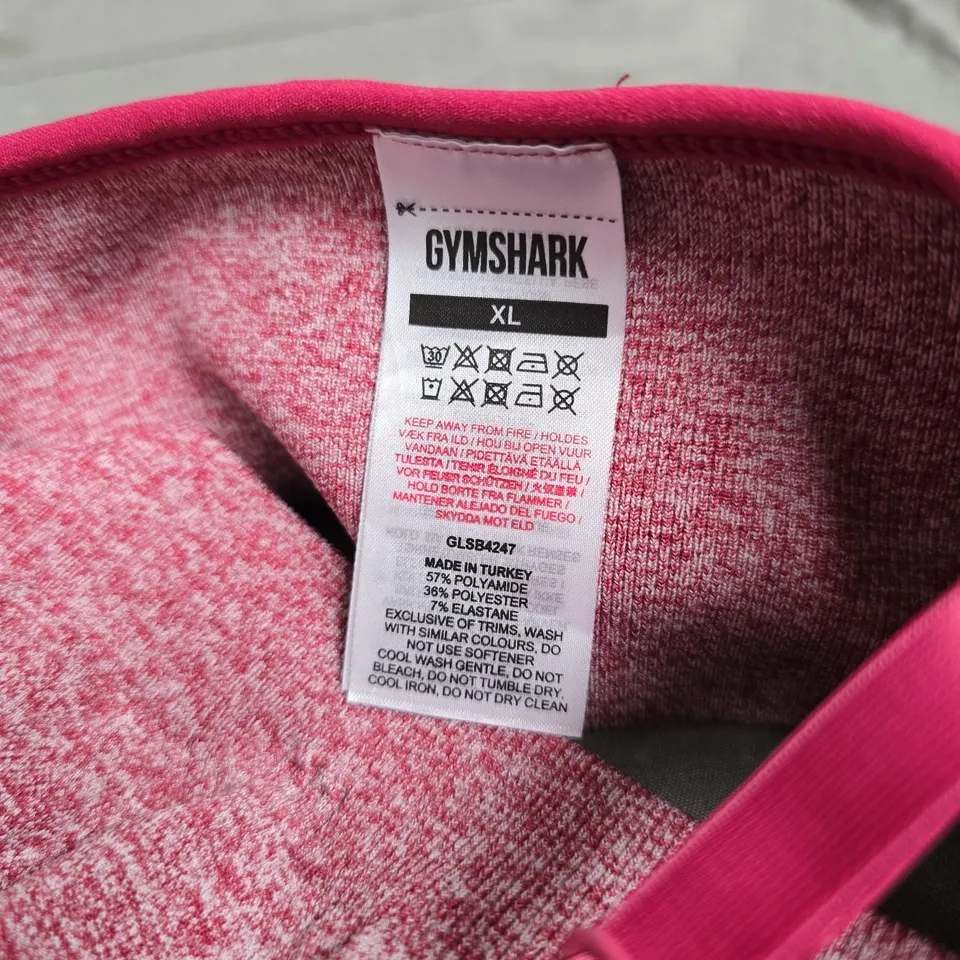 GYMSHARK
XL
30
KEEP AWAY FROM FIRE / HOLDES
VÆK FRA ILD / HOU BIJ OPEN VUUR
VANDAAN / PIDETTÄVÄ ETÄÄLLÄ
TULESTA / TENIR ÉLOIGNÉ DU FEU /
VOR FEUER SCHÜTZEN / 火気厳禁 /
HOLD BORTE FRA FLAMMER /
MANTENER ALEJADO DEL FUEGO /
SKYDDA MOT ELD
GLSB4247
MADE IN TURKEY
57% POLYAMIDE
36% POLYESTER
7% ELASTANE
EXCLUSIVE OF TRIMS, WASH
WITH SIMILAR COLOURS, DO
NOT USE SOFTENER
COOL WASH GENTLE, DO NOT
BLEACH, DO NOT TUMBLE DRY,
COOL IRON, DO NOT DRY CLEAN